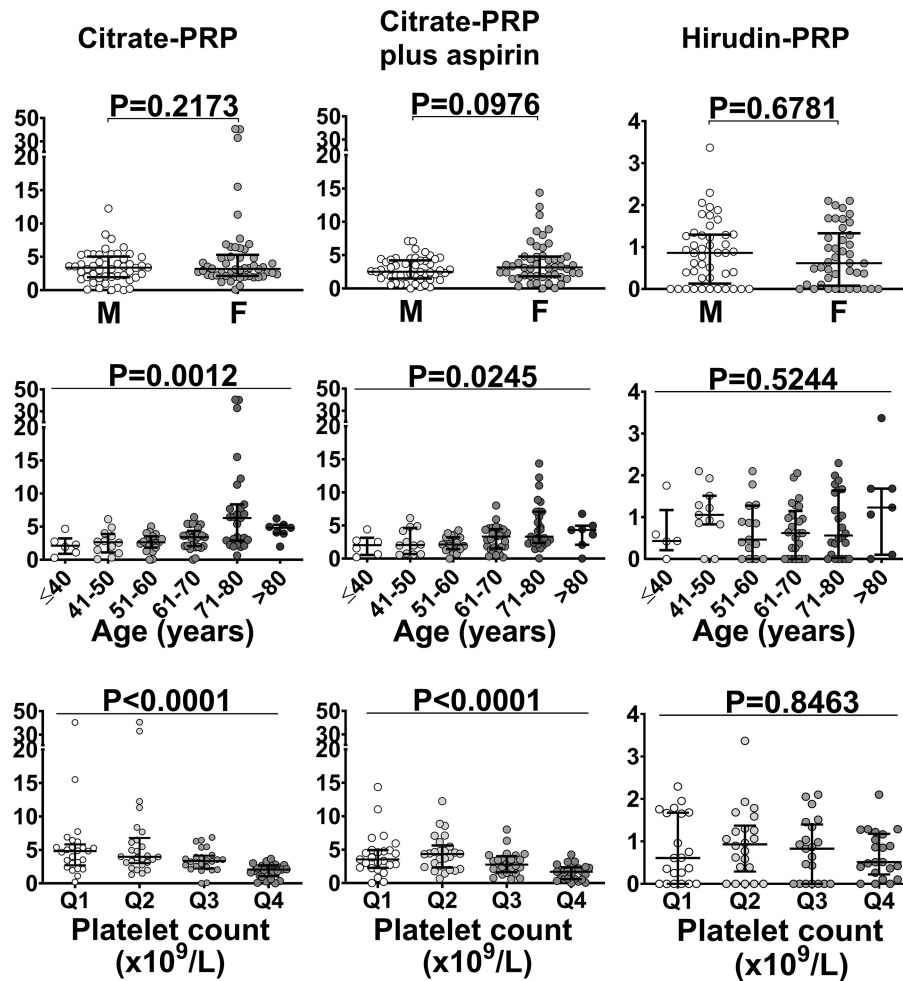 Citrate-PRP
Citrate-PRP
plus aspirin
Hirudin-PRP
P=0.2173
50
30
20
15
10
5
0
M F
P=0.0976
50
30
20
15
10
5
0
M F
P=0.6781
4
3
2
1
0
M F
P=0.0012
50
30
20
15
10
5
0
≤40 41-50 51-60 61-70 71-80 >80
Age (years)
P=0.0245
50
30
20
15
10
5
0
≤40 41-50 51-60 61-70 71-80 >80
Age (years)
P=0.5244
4
3
2
1
0
≤40 41-50 51-60 61-70 71-80 >80
Age (years)
P<0.0001
50
30
20
15
10
5
0
Q1 Q2 Q3 Q4
Platelet count
(x10⁹/L)
P<0.0001
50
30
20
15
10
5
0
Q1 Q2 Q3 Q4
Platelet count
(x10⁹/L)
P=0.8463
4
3
2
1
0
Q1 Q2 Q3 Q4
Platelet count
(x10⁹/L)